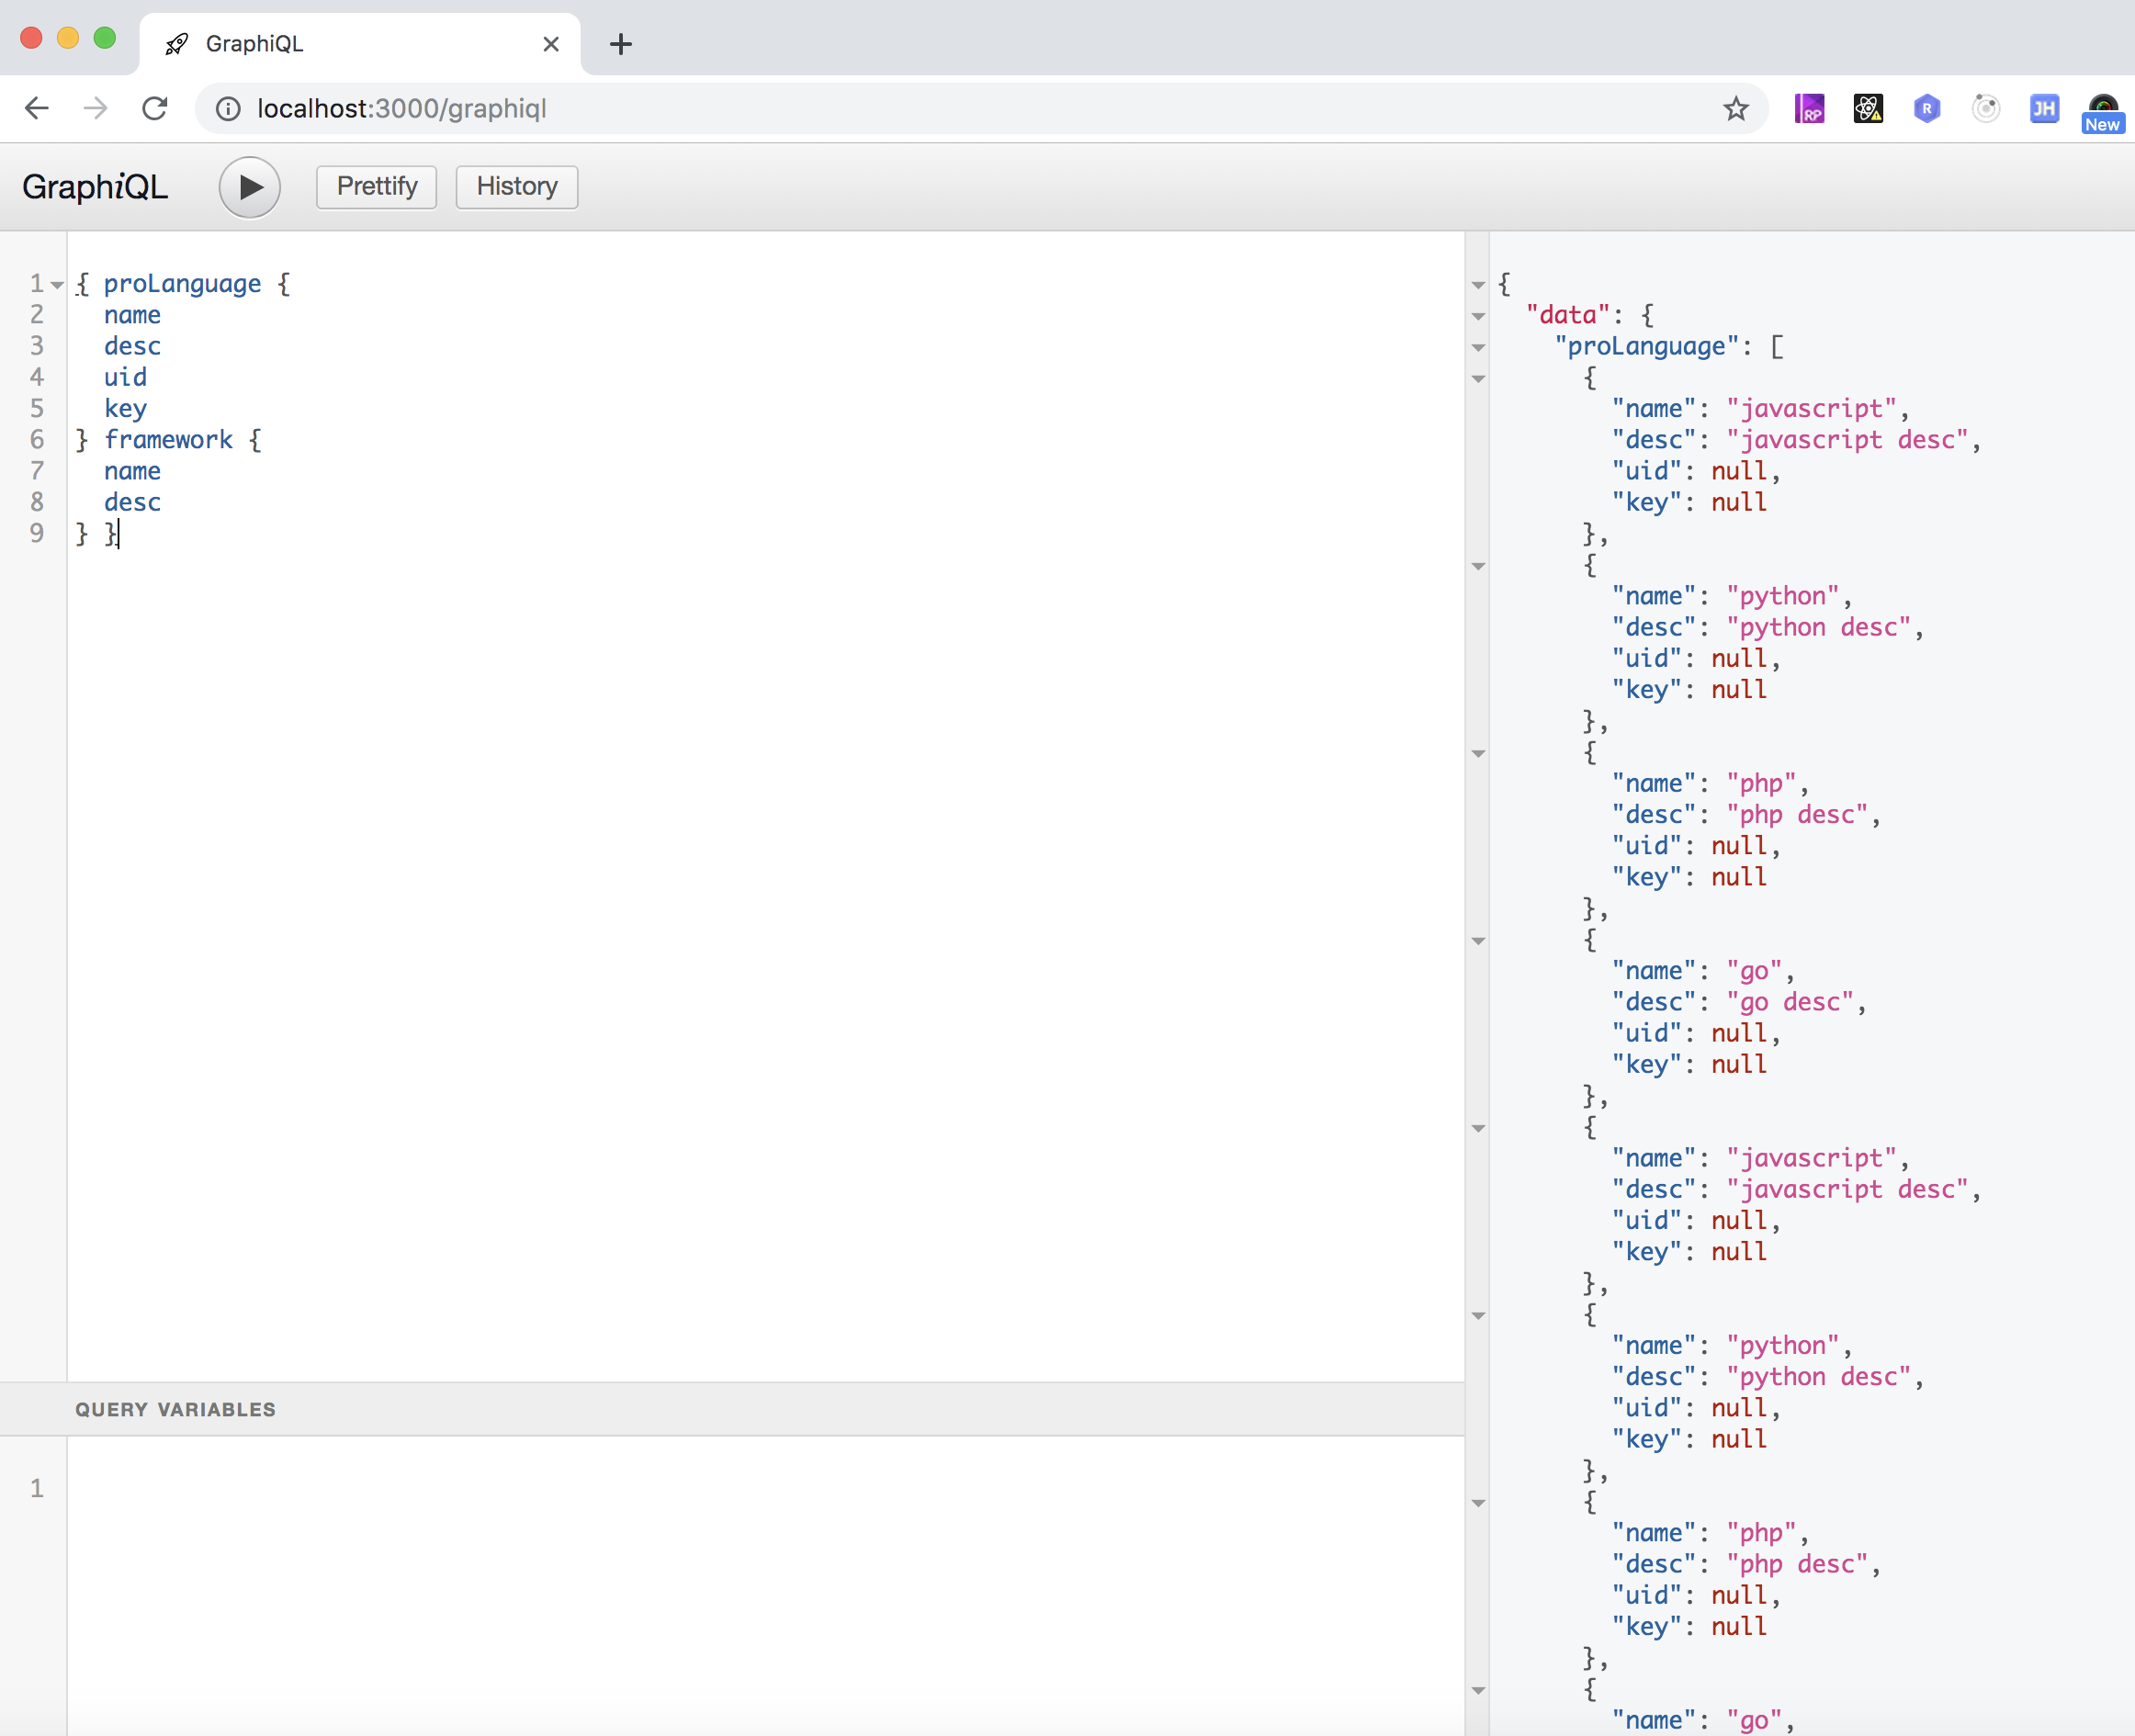 GraphiQL
localhost:3000/graphiql
RP
R
JH
New
GraphiQL
Prettify
History
1 { proLanguage {
2 name
3 desc
4 uid
5 key
6 } framework {
7 name
8 desc
9 } }
QUERY VARIABLES
1
{
"data": {
"proLanguage": [
{
"name": "javascript",
"desc": "javascript desc",
"uid": null,
"key": null
},
{
"name": "python",
"desc": "python desc",
"uid": null,
"key": null
},
{
"name": "php",
"desc": "php desc",
"uid": null,
"key": null
},
{
"name": "go",
"desc": "go desc",
"uid": null,
"key": null
},
{
"name": "javascript",
"desc": "javascript desc",
"uid": null,
"key": null
},
{
"name": "python",
"desc": "python desc",
"uid": null,
"key": null
},
{
"name": "php",
"desc": "php desc",
"uid": null,
"key": null
},
{
"name": "go",